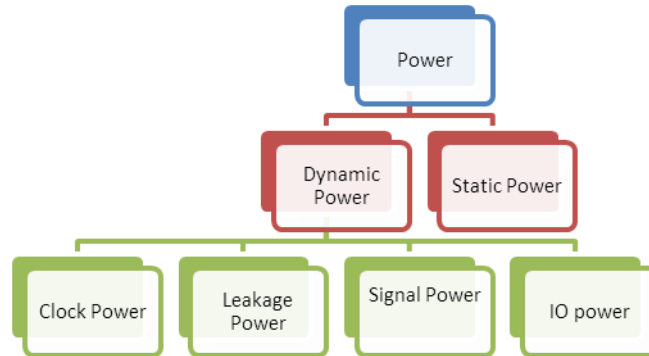 Power
Dynamic
Power
Static Power
Clock Power
Leakage
Power
Signal Power
IO power